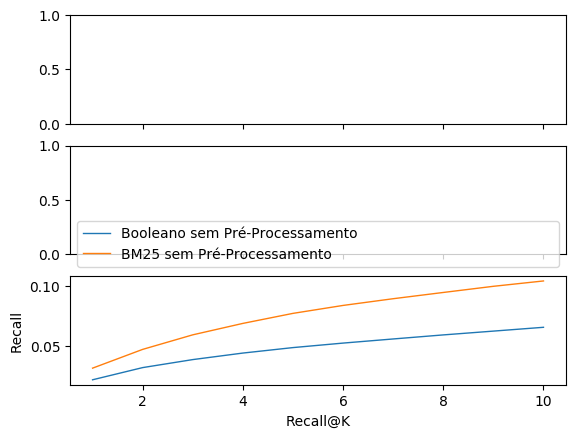 1.0
0.5
0.0
1.0
0.5
0.0
Booleano sem Pré-Processamento
BM25 sem Pré-Processamento
0.10
0.05
Recall
2 4 6 8 10
Recall@K